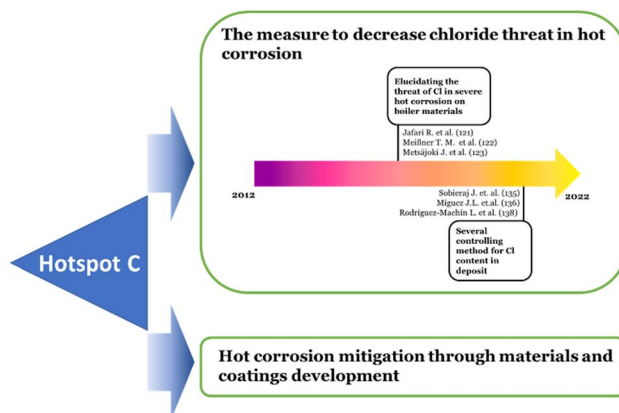 The measure to decrease chloride threat in hot
corrosion
Elucidating the
threat of Cl in severe
hot corrosion on
boiler materials
Jafari R. et al. (121)
Meißner T. M. et al. (122)
Metsäjoki J. et al. (123)
2012
2022
Sobieraj J. et. al. (135)
Míguez J.L. et.al. (136)
Rodríguez-Machín L. et.al (138)
Several
controlling
method for Cl
content in
deposit
Hotspot C
Hot corrosion mitigation through materials and
coatings development